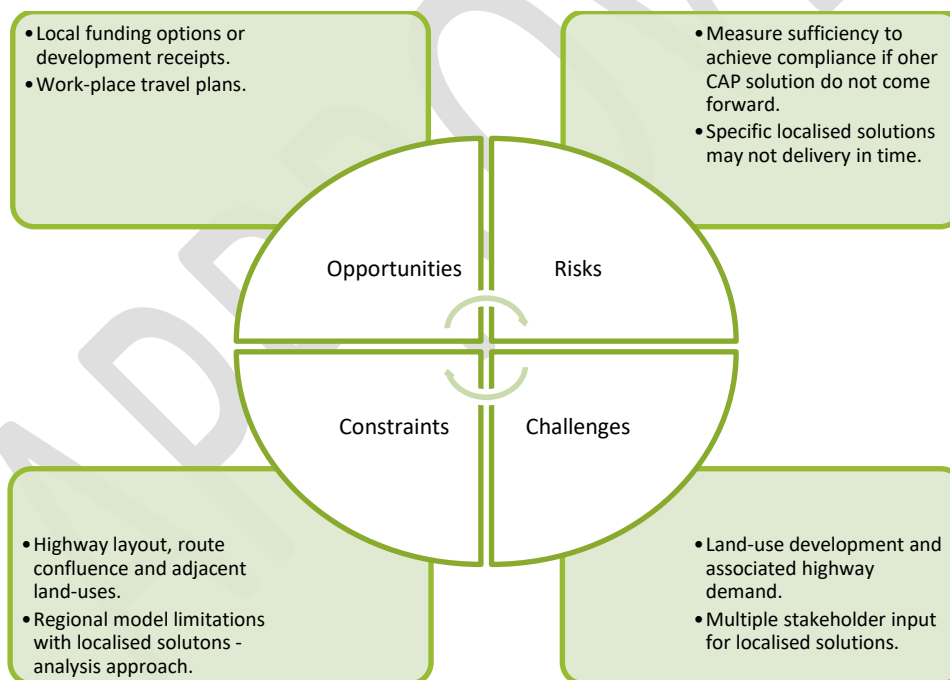 •Local funding options or
development receipts.
•Work-place travel plans.
•Measure sufficiency to
achieve compliance if oher
CAP solution do not come
forward.
•Specific localised solutions
may not delivery in time.
Opportunities
Risks
Constraints
Challenges
•Highway layout, route
confluence and adjacent
land-uses.
•Regional model limitations
with localised solutons -
analysis approach.
•Land-use development and
associated highway
demand.
•Multiple stakeholder input
for localised solutions.